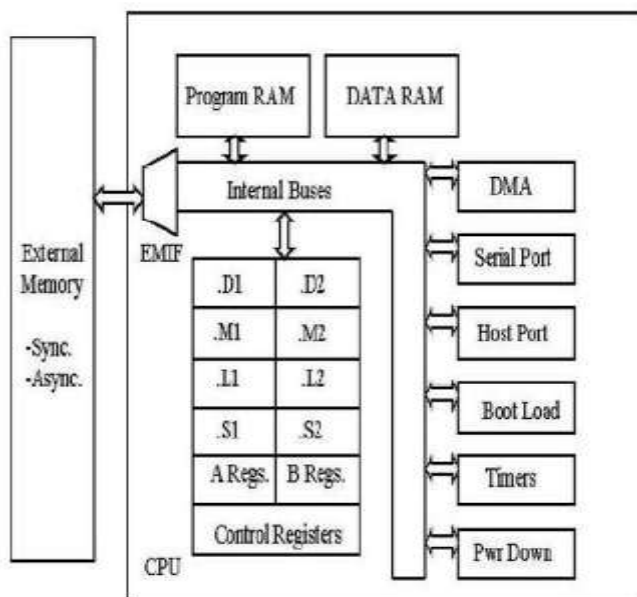 Program RAM
DATA RAM
Internal Buses
EMIF
External
Memory
-Sync.
-Async.
.D1
.D2
.M1
.M2
.L1
.L2
.S1
.S2
A Regs.
B Regs.
Control Registers
CPU
DMA
Serial Port
Host Port
Boot Load
Timers
Pwr Down